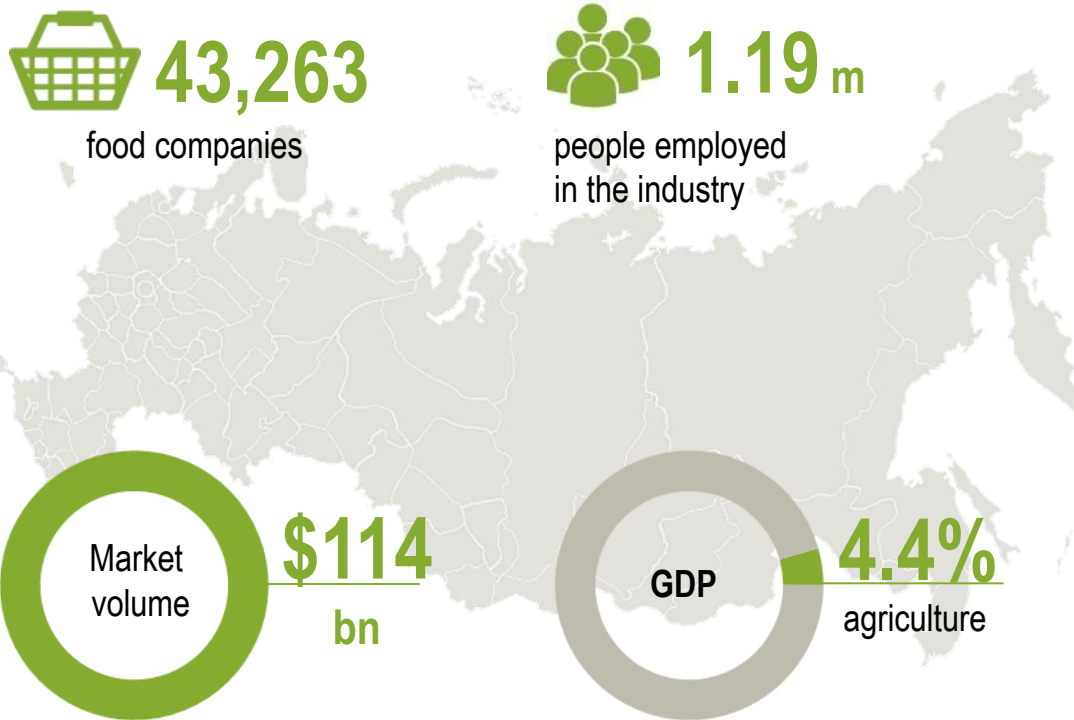 43,263
food companies
1.19 m
people employed
in the industry
Market
volume
$114
bn
GDP
4.4%
agriculture